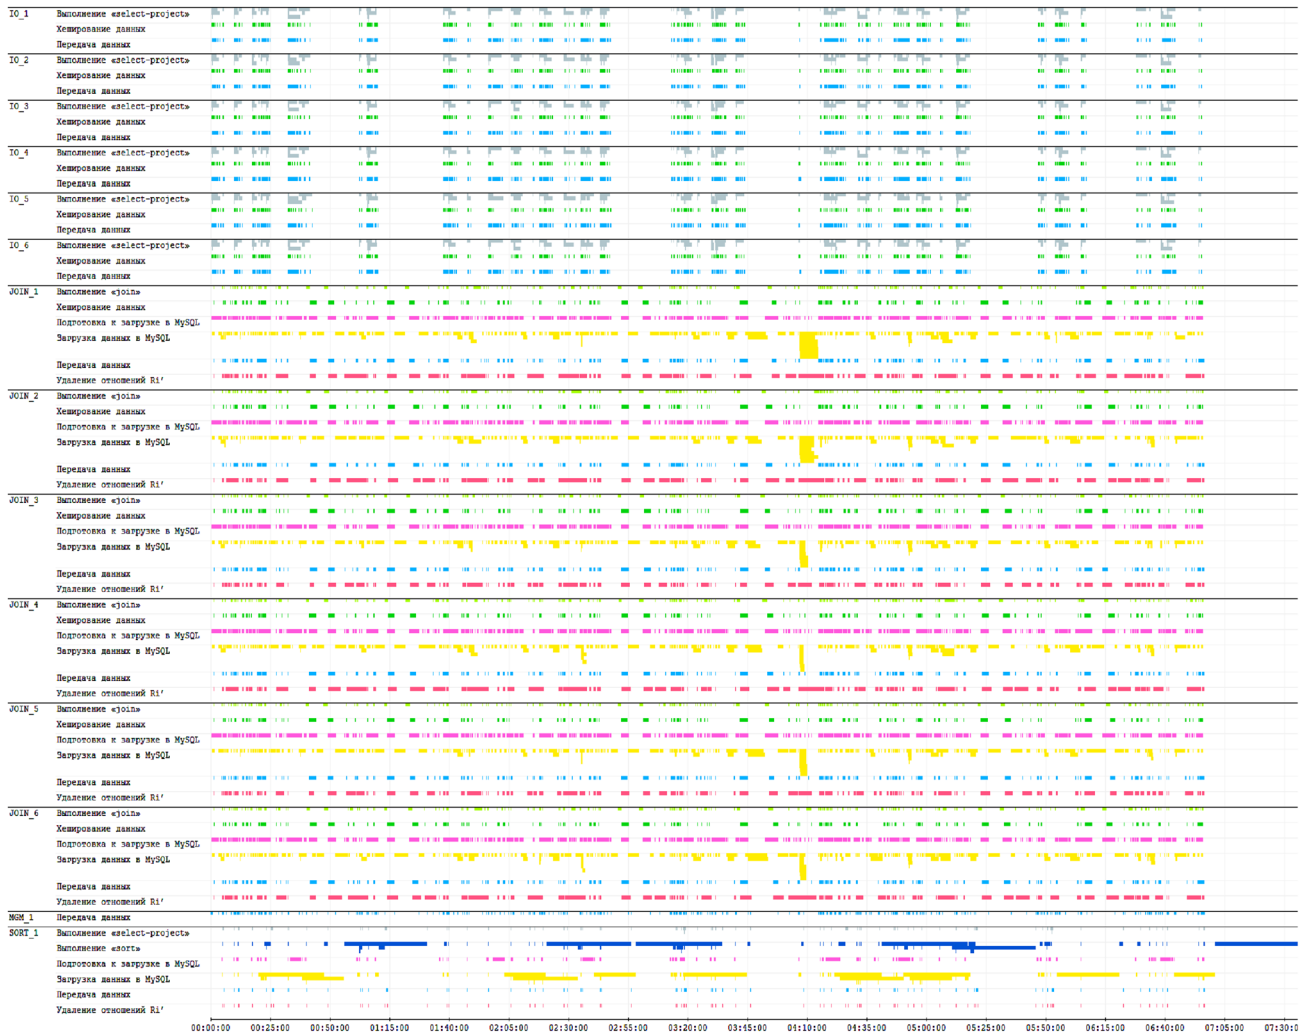 IO_1 Выполнение «select-project»
Хеширование данных
Передача данных
IO_2 Выполнение «select-project»
Хеширование данных
Передача данных
IO_3 Выполнение «select-project»
Хеширование данных
Передача данных
IO_4 Выполнение «select-project»
Хеширование данных
Передача данных
IO_5 Выполнение «select-project»
Хеширование данных
Передача данных
IO_6 Выполнение «select-project»
Хеширование данных
Передача данных
JOIN_1 Выполнение «join»
Хеширование данных
Подготовка к загрузке в MySQL
Загрузка данных в MySQL
Передача данных
Удаление отношений Ri'
JOIN_2 Выполнение «join»
Хеширование данных
Подготовка к загрузке в MySQL
Загрузка данных в MySQL
Передача данных
Удаление отношений Ri'
JOIN_3 Выполнение «join»
Хеширование данных
Подготовка к загрузке в MySQL
Загрузка данных в MySQL
Передача данных
Удаление отношений Ri'
JOIN_4 Выполнение «join»
Хеширование данных
Подготовка к загрузке в MySQL
Загрузка данных в MySQL
Передача данных
Удаление отношений Ri'
JOIN_5 Выполнение «join»
Хеширование данных
Подготовка к загрузке в MySQL
Загрузка данных в MySQL
Передача данных
Удаление отношений Ri'
JOIN_6 Выполнение «join»
Хеширование данных
Подготовка к загрузке в MySQL
Загрузка данных в MySQL
Передача данных
Удаление отношений Ri'
MGM_1 Передача данных
SORT_1 Выполнение «select-project»
Выполнение «sort»
Подготовка к загрузке в MySQL
Загрузка данных в MySQL
Передача данных
Удаление отношений Ri'
00:00:00 00:25:00 00:50:00 01:15:00 01:40:00 02:05:00 02:30:00 02:55:00 03:20:00 03:45:00 04:10:00 04:35:00 05:00:00 05:25:00 05:50:00 06:15:00 06:40:00 07:05:00